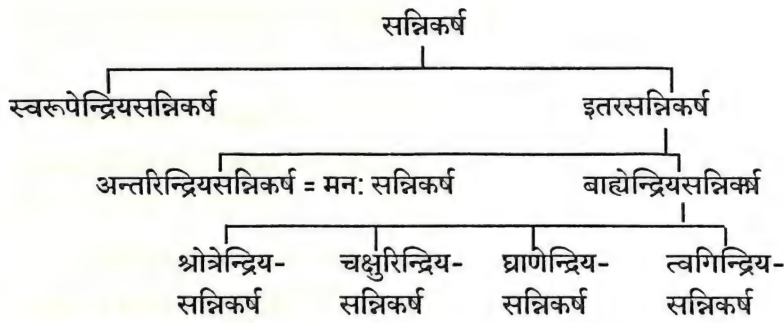 सन्निकर्ष
स्वरूपेन्द्रियसन्निकर्ष इतरसन्निकर्ष
अन्तरिन्द्रियसन्निकर्ष = मन: सन्निकर्ष बाह्येन्द्रियसन्निकर्ष
श्रोत्रेन्द्रिय- चक्षुरिन्द्रिय- घ्राणेन्द्रिय- त्वगिन्द्रिय-
सन्निकर्ष सन्निकर्ष सन्निकर्ष सन्निकर्ष